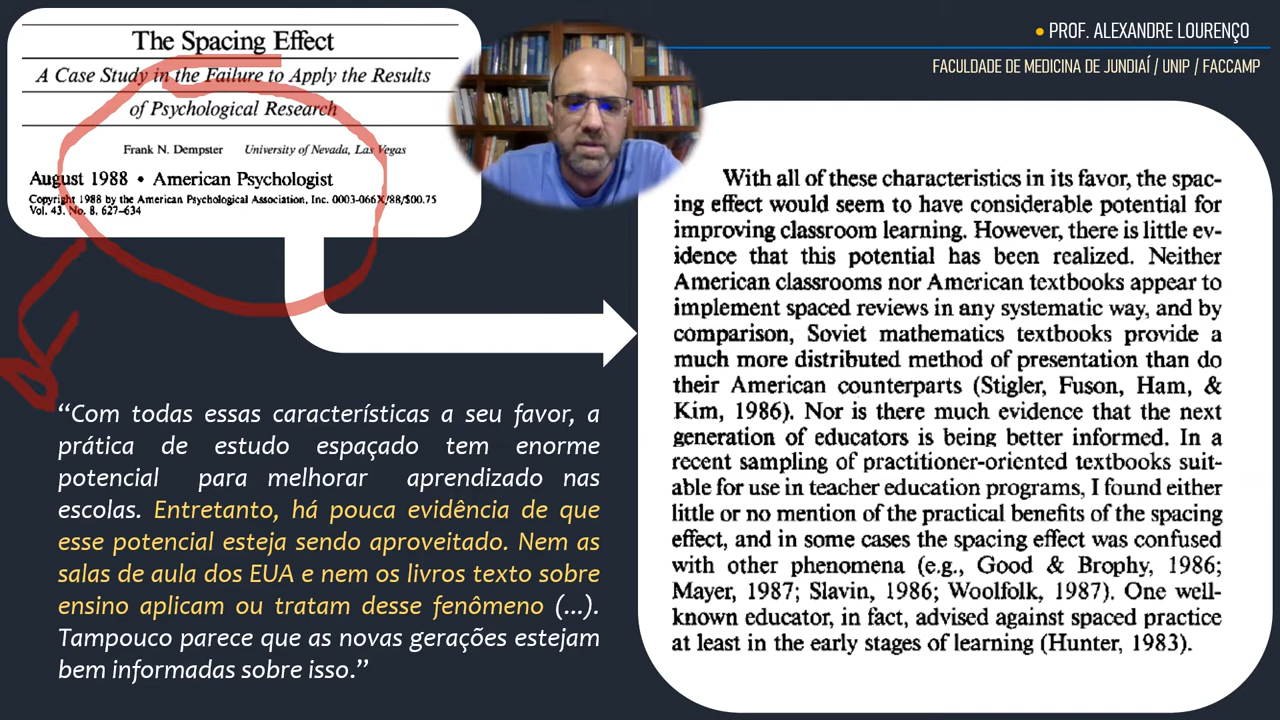 The Spacing Effect
A Case Study in the Failure to Apply the Results
of Psychological Research
Frank N. Dempster University of Nevada, Las Vegas
August 1988 • American Psychologist
Copyright 1988 by the American Psychological Association, Inc. 0003-066X/88/$00.75
Vol. 43, No. 8, 627–634
• PROF. ALEXANDRE LOURENÇO
FACULDADE DE MEDICINA DE JUNDIAÍ / UNIP / FACCAMP
With all of these characteristics in its favor, the spac-
ing effect would seem to have considerable potential for
improving classroom learning. However, there is little ev-
idence that this potential has been realized. Neither
American classrooms nor American textbooks appear to
implement spaced reviews in any systematic way, and by
comparison, Soviet mathematics textbooks provide a
much more distributed method of presentation than do
their American counterparts (Stigler, Fuson, Ham, &
Kim, 1986). Nor is there much evidence that the next
generation of educators is being better informed. In a
recent sampling of practitioner-oriented textbooks suit-
able for use in teacher education programs, I found either
little or no mention of the practical benefits of the spacing
effect, and in some cases the spacing effect was confused
with other phenomena (e.g., Good & Brophy, 1986;
Mayer, 1987; Slavin, 1986; Woolfolk, 1987). One well-
known educator, in fact, advised against spaced practice
at least in the early stages of learning (Hunter, 1983).
“Com todas essas características a seu favor, a
prática de estudo espaçado tem enorme
potencial para melhorar aprendizado nas
escolas. Entretanto, há pouca evidência de que
esse potencial esteja sendo aproveitado. Nem as
salas de aula dos EUA e nem os livros texto sobre
ensino aplicam ou tratam desse fenômeno (...).
Tampouco parece que as novas gerações estejam
bem informadas sobre isso.”